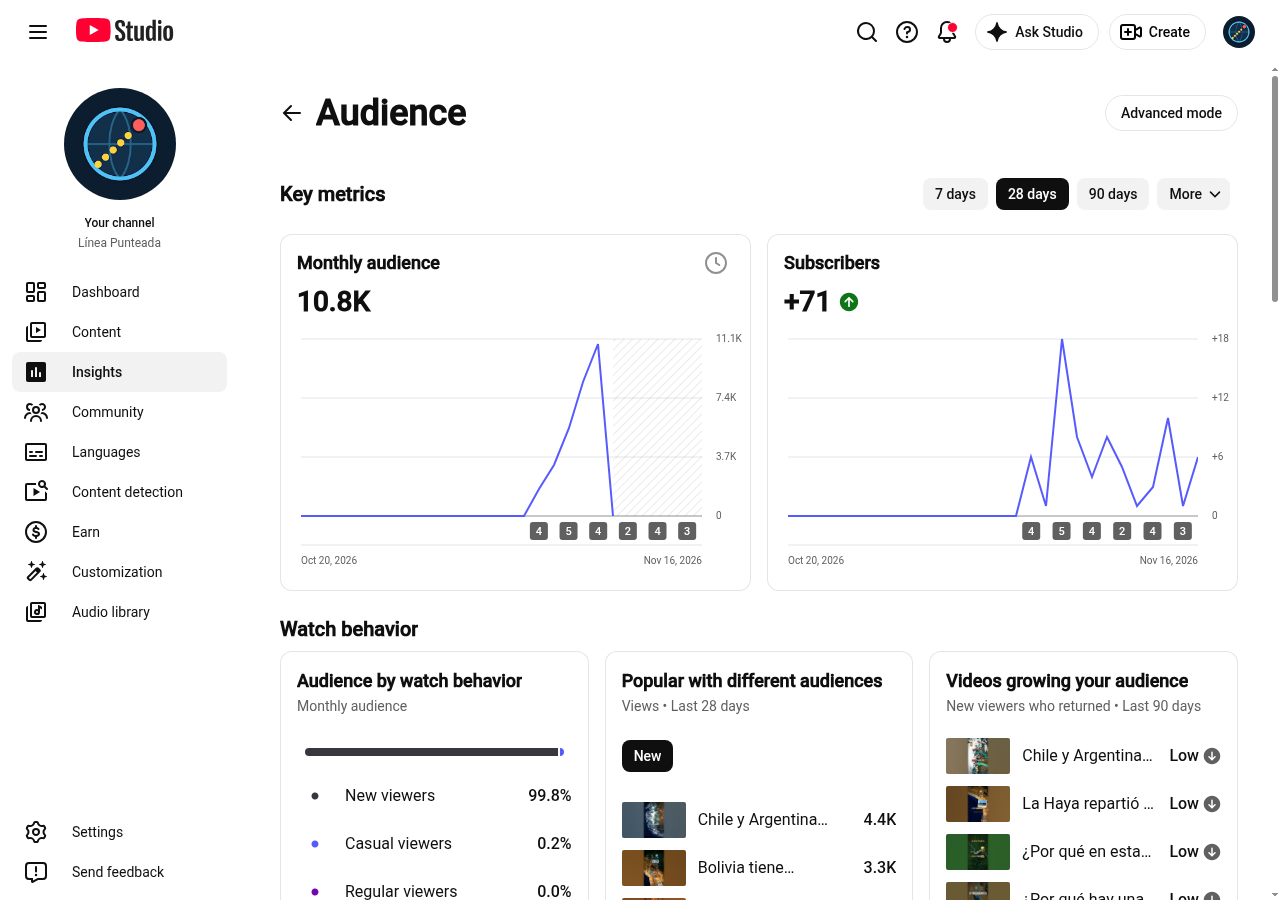 Studio
Ask Studio
Create
Your channel
Línea Punteada
Dashboard
Content
Insights
Community
Languages
Content detection
Earn
Customization
Audio library
Settings
Send feedback
Audience
Advanced mode
Key metrics
7 days
28 days
90 days
More
Monthly audience
10.8K
11.1K
7.4K
3.7K
0
4 5 4 2 4 3
Oct 20, 2026 Nov 16, 2026
Subscribers
+71
+18
+12
+6
0
4 5 4 2 4 3
Oct 20, 2026 Nov 16, 2026
Watch behavior
Audience by watch behavior
Monthly audience
New viewers 99.8%
Casual viewers 0.2%
Regular viewers 0.0%
Popular with different audiences
Views • Last 28 days
New
Chile y Argentina… 4.4K
Bolivia tiene… 3.3K
Videos growing your audience
New viewers who returned • Last 90 days
Chile y Argentina… Low
La Haya repartió … Low
¿Por qué en esta… Low
¿Por qué hay una… Low